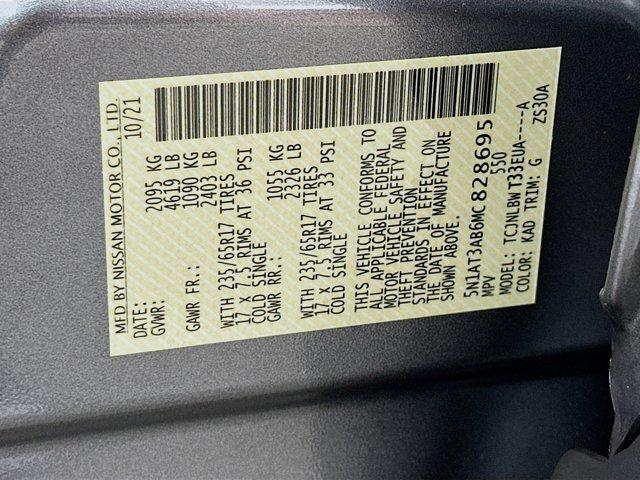 MFD BY NISSAN MOTOR CO., LTD.
DATE: 10/21
GVWR: 2095 KG
4619 LB
GAWR FR.: 1090 KG
2403 LB
WITH 235/65R17 TIRES
17 X 7.5 RIMS AT 36 PSI
COLD SINGLE
GAWR RR.: 1055 KG
2326 LB
WITH 235/65R17 TIRES
17 X 7.5 RIMS AT 33 PSI
COLD SINGLE
THIS VEHICLE CONFORMS TO
ALL APPLICABLE FEDERAL
MOTOR VEHICLE SAFETY AND
THEFT PREVENTION
STANDARDS IN EFFECT ON
THE DATE OF MANUFACTURE
SHOWN ABOVE.
5N1AT3AB6MC828695
MPV 550
MODEL: TCJNLBWT33EUA----A
COLOR: KAD TRIM: G ZS30A